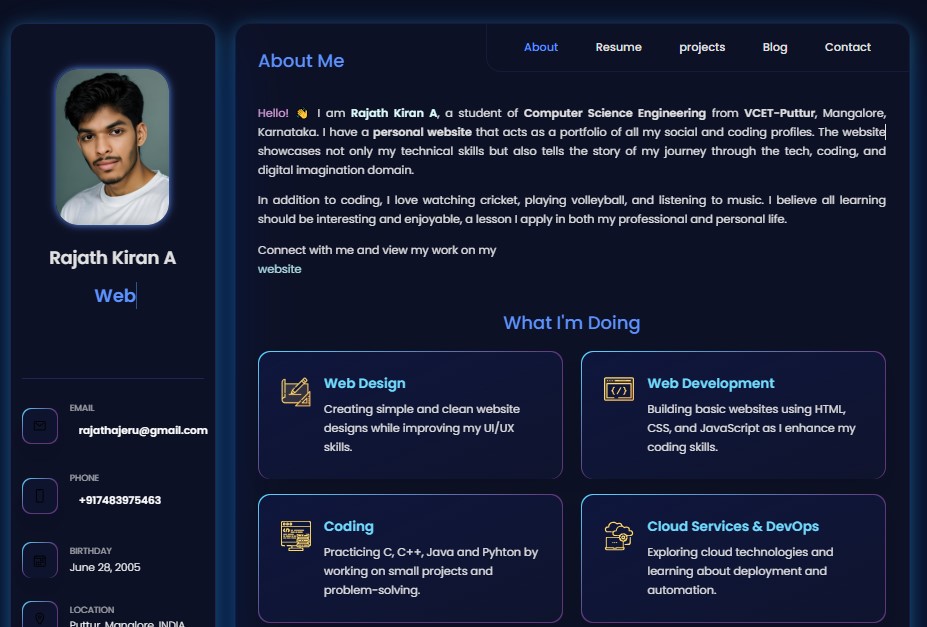 About
Resume
projects
Blog
Contact
About Me
Hello! 👋 I am Rajath Kiran A, a student of Computer Science Engineering from VCET-Puttur, Mangalore,
Karnataka. I have a personal website that acts as a portfolio of all my social and coding profiles. The website
showcases not only my technical skills but also tells the story of my journey through the tech, coding, and
digital imagination domain.
In addition to coding, I love watching cricket, playing volleyball, and listening to music. I believe all learning
should be interesting and enjoyable, a lesson I apply in both my professional and personal life.
Connect with me and view my work on my
website
Rajath Kiran A
Web
EMAIL
rajathajeru@gmail.com
PHONE
+917483975463
BIRTHDAY
June 28, 2005
LOCATION
Puttur, Manglore, INDIA
What I'm Doing
Web Design
Creating simple and clean website
designs while improving my UI/UX
skills.
Web Development
Building basic websites using HTML,
CSS, and JavaScript as I enhance my
coding skills.
Coding
Practicing C, C++, Java and Pyhton by
working on small projects and
problem-solving.
Cloud Services & DevOps
Exploring cloud technologies and
learning about deployment and
automation.